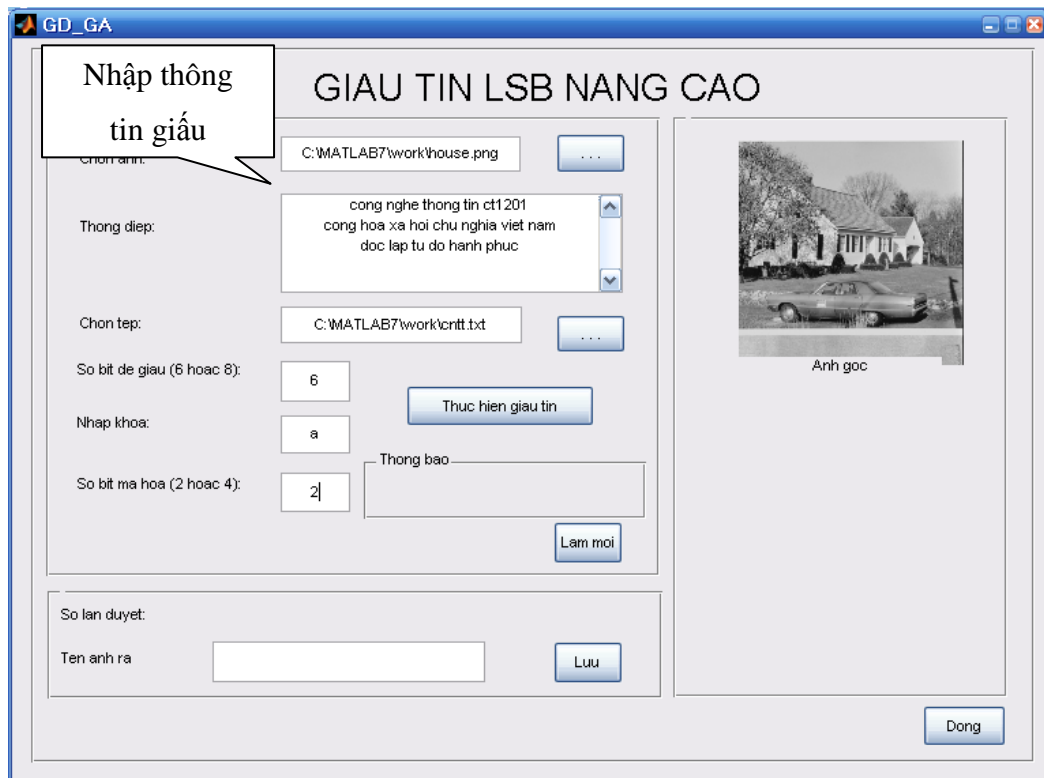 GD_GA
Nhập thông
tin giấu
GIAU TIN LSB NANG CAO
Chon anh:
C:\MATLAB7\work\house.png
...
Thong diep:
cong nghe thong tin ct1201
cong hoa xa hoi chu nghia viet nam
doc lap tu do hanh phuc
Chon tep:
C:\MATLAB7\work\cntt.txt
...
So bit de giau (6 hoac 8):
6
Thuc hien giau tin
Nhap khoa:
a
Thong bao
So bit ma hoa (2 hoac 4):
2
Lam moi
Anh goc
So lan duyet:
Ten anh ra
Luu
Dong